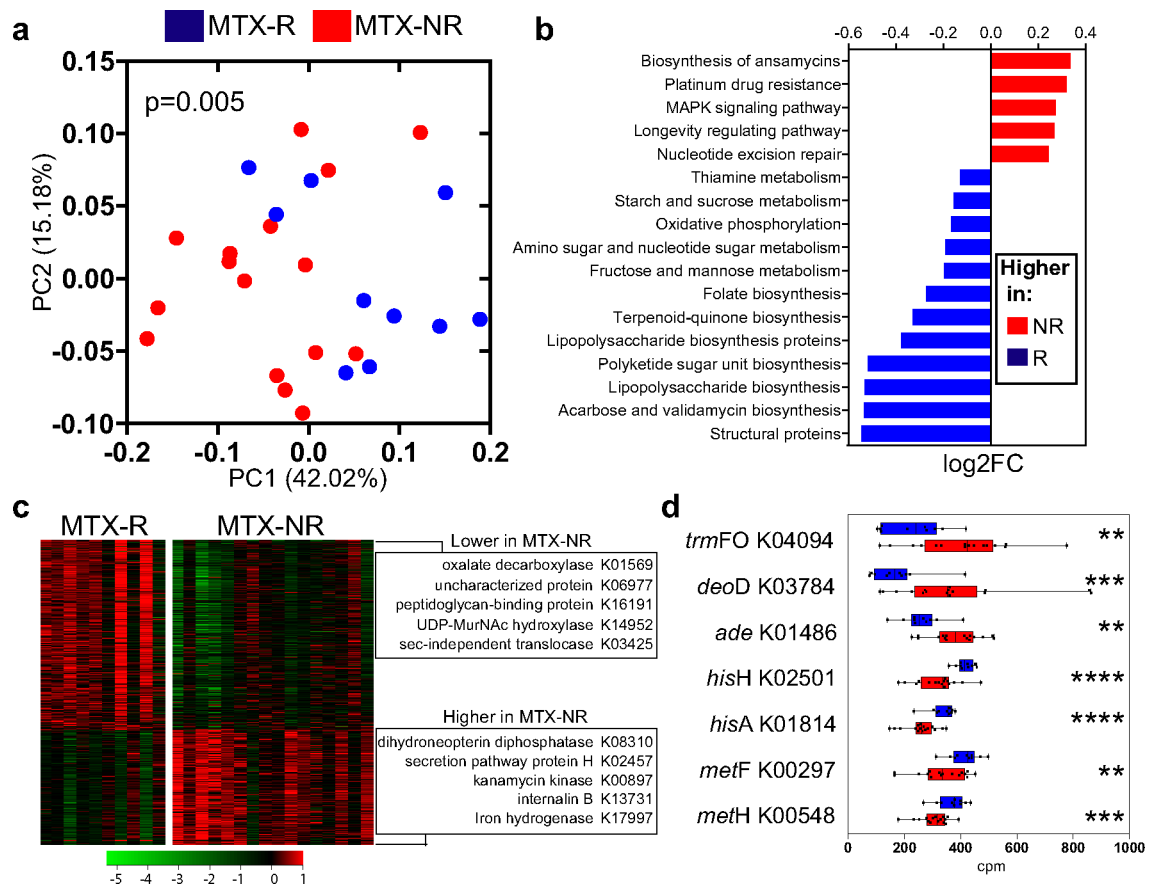 a
MTX-R MTX-NR
p=0.005
0.15
0.10
0.05
0.00
-0.05
-0.10
PC2 (15.18%)
-0.2 -0.1 0.0 0.1 0.2
PC1 (42.02%)
b
-0.6 -0.4 -0.2 0.0 0.2 0.4
Biosynthesis of ansamycins
Platinum drug resistance
MAPK signaling pathway
Longevity regulating pathway
Nucleotide excision repair
Thiamine metabolism
Starch and sucrose metabolism
Oxidative phosphorylation
Amino sugar and nucleotide sugar metabolism
Fructose and mannose metabolism
Folate biosynthesis
Terpenoid-quinone biosynthesis
Lipopolysaccharide biosynthesis proteins
Polyketide sugar unit biosynthesis
Lipopolysaccharide biosynthesis
Acarbose and validamycin biosynthesis
Structural proteins
log2FC
Higher
in:
NR
R
c
MTX-R MTX-NR
Lower in MTX-NR
oxalate decarboxylase K01569
uncharacterized protein K06977
peptidoglycan-binding protein K16191
UDP-MurNAc hydroxylase K14952
sec-independent translocase K03425
Higher in MTX-NR
dihydroneopterin diphosphatase K08310
secretion pathway protein H K02457
kanamycin kinase K00897
internalin B K13731
Iron hydrogenase K17997
-5 -4 -3 -2 -1 0 1
d
trmFO K04094 **
deoD K03784 ***
ade K01486 **
hisH K02501 ****
hisA K01814 ****
metF K00297 **
metH K00548 ***
0 200 400 600 800 1000
cpm